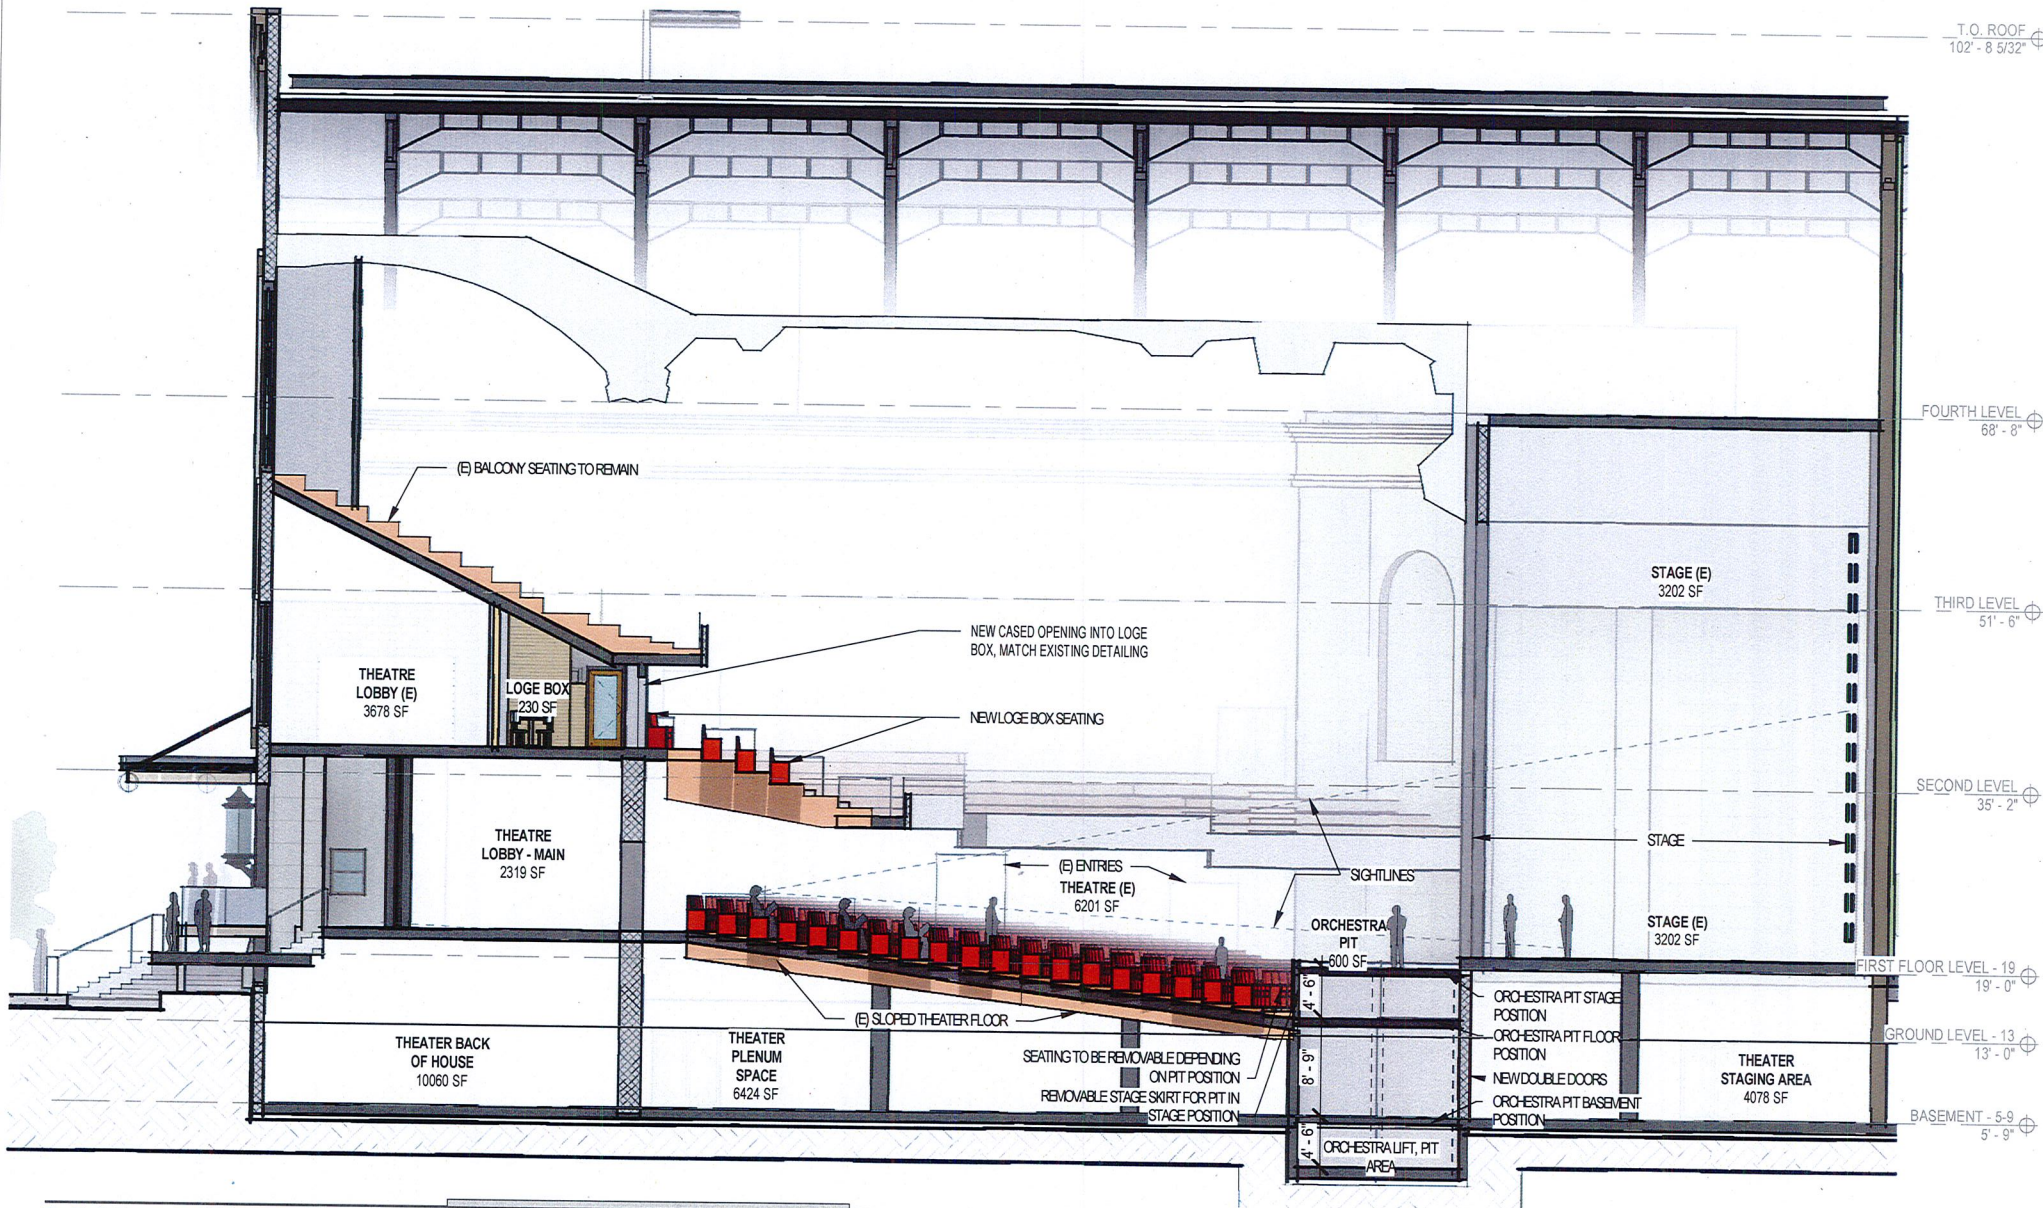 T.O. ROOF
102' - 8 5/32"
FOURTH LEVEL
68' - 8"
(E) BALCONY SEATING TO REMAIN
STAGE (E)
3202 SF
THIRD LEVEL
51' - 6"
NEW CASED OPENING INTO LOGE
BOX, MATCH EXISTING DETAILING
THEATRE
LOBBY (E)
3678 SF
LOGE BOX
230 SF
NEW LOGE BOX SEATING
SECOND LEVEL
35' - 2"
THEATRE
LOBBY - MAIN
2319 SF
STAGE
(E) ENTRIES
THEATRE (E)
6201 SF
SIGHTLINES
ORCHESTRA
PIT
600 SF
STAGE (E)
3202 SF
FIRST FLOOR LEVEL - 19
19' - 0"
4' - 6"
ORCHESTRA PIT STAGE
POSITION
(E) SLOPED THEATER FLOOR
ORCHESTRA PIT FLOOR
POSITION
GROUND LEVEL - 13
13' - 0"
THEATER BACK
OF HOUSE
10060 SF
THEATER
PLENUM
SPACE
6424 SF
SEATING TO BE REMOVABLE DEPENDING
ON PIT POSITION
REMOVABLE STAGE SKIRT FOR PIT IN
STAGE POSITION
8' - 9"
NEW DOUBLE DOORS
ORCHESTRA PIT BASEMENT
POSITION
THEATER
STAGING AREA
4078 SF
BASEMENT - 5-9
5' - 9"
4' - 6"
ORCHESTRA LIFT, PIT
AREA